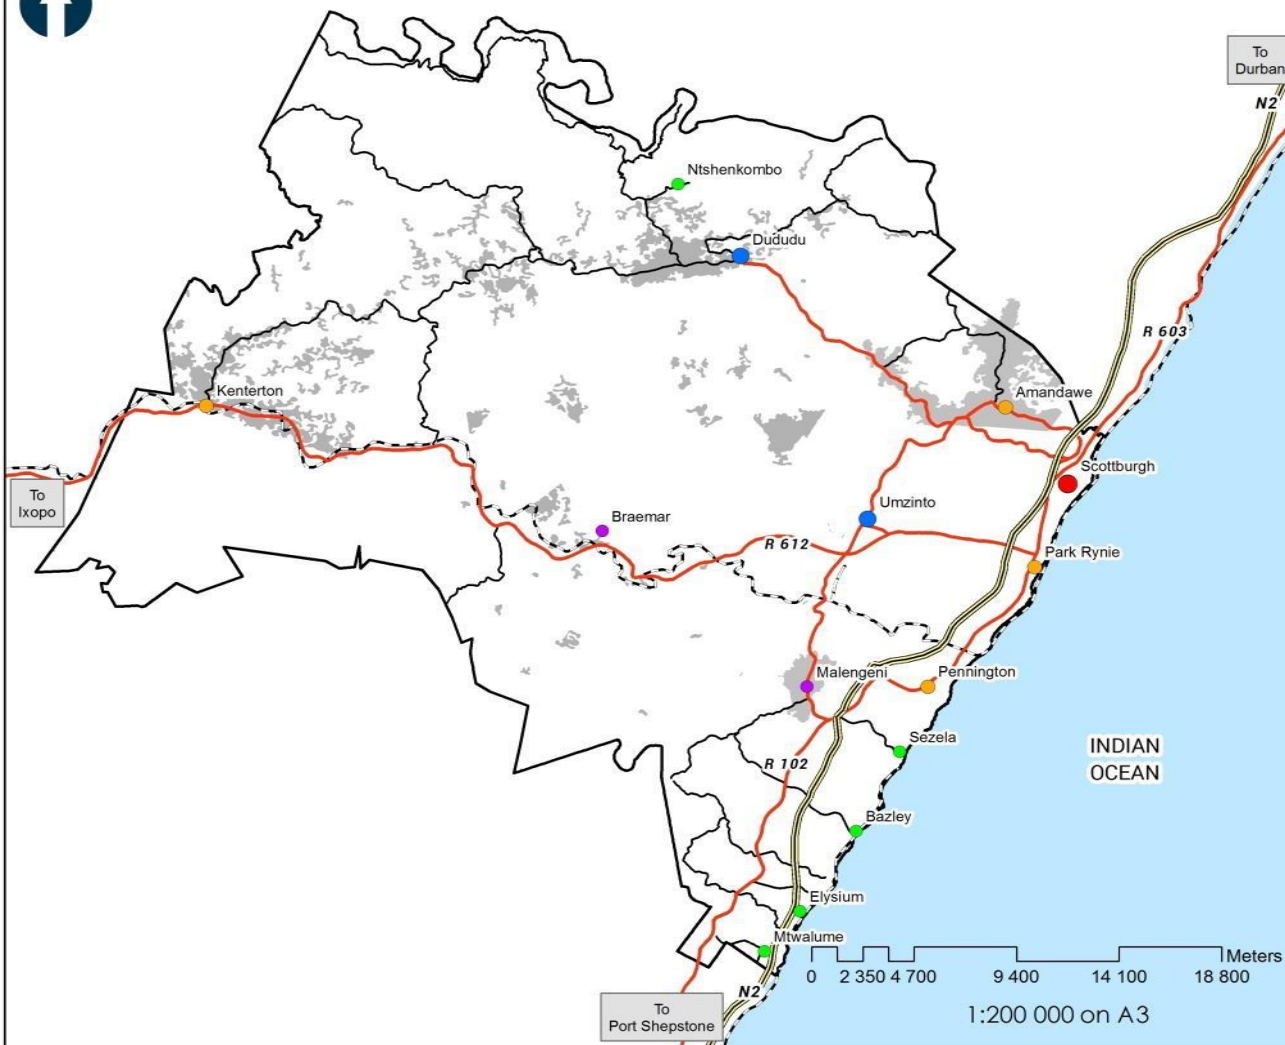 To
Durban
N2
Ntshenkombo
Dududu
R 603
Kenterton
Amandawe
Scottburgh
To
Ixopo
Umzinto
Braemar
R 612
Park Rynie
Malengeni
Pennington
Sezela
INDIAN
OCEAN
R 102
Bazley
Elysium
Mtwalume
Meters
0 2 350 4 700 9 400 14 100 18 800
N2
To
Port Shepstone
1:200 000 on A3